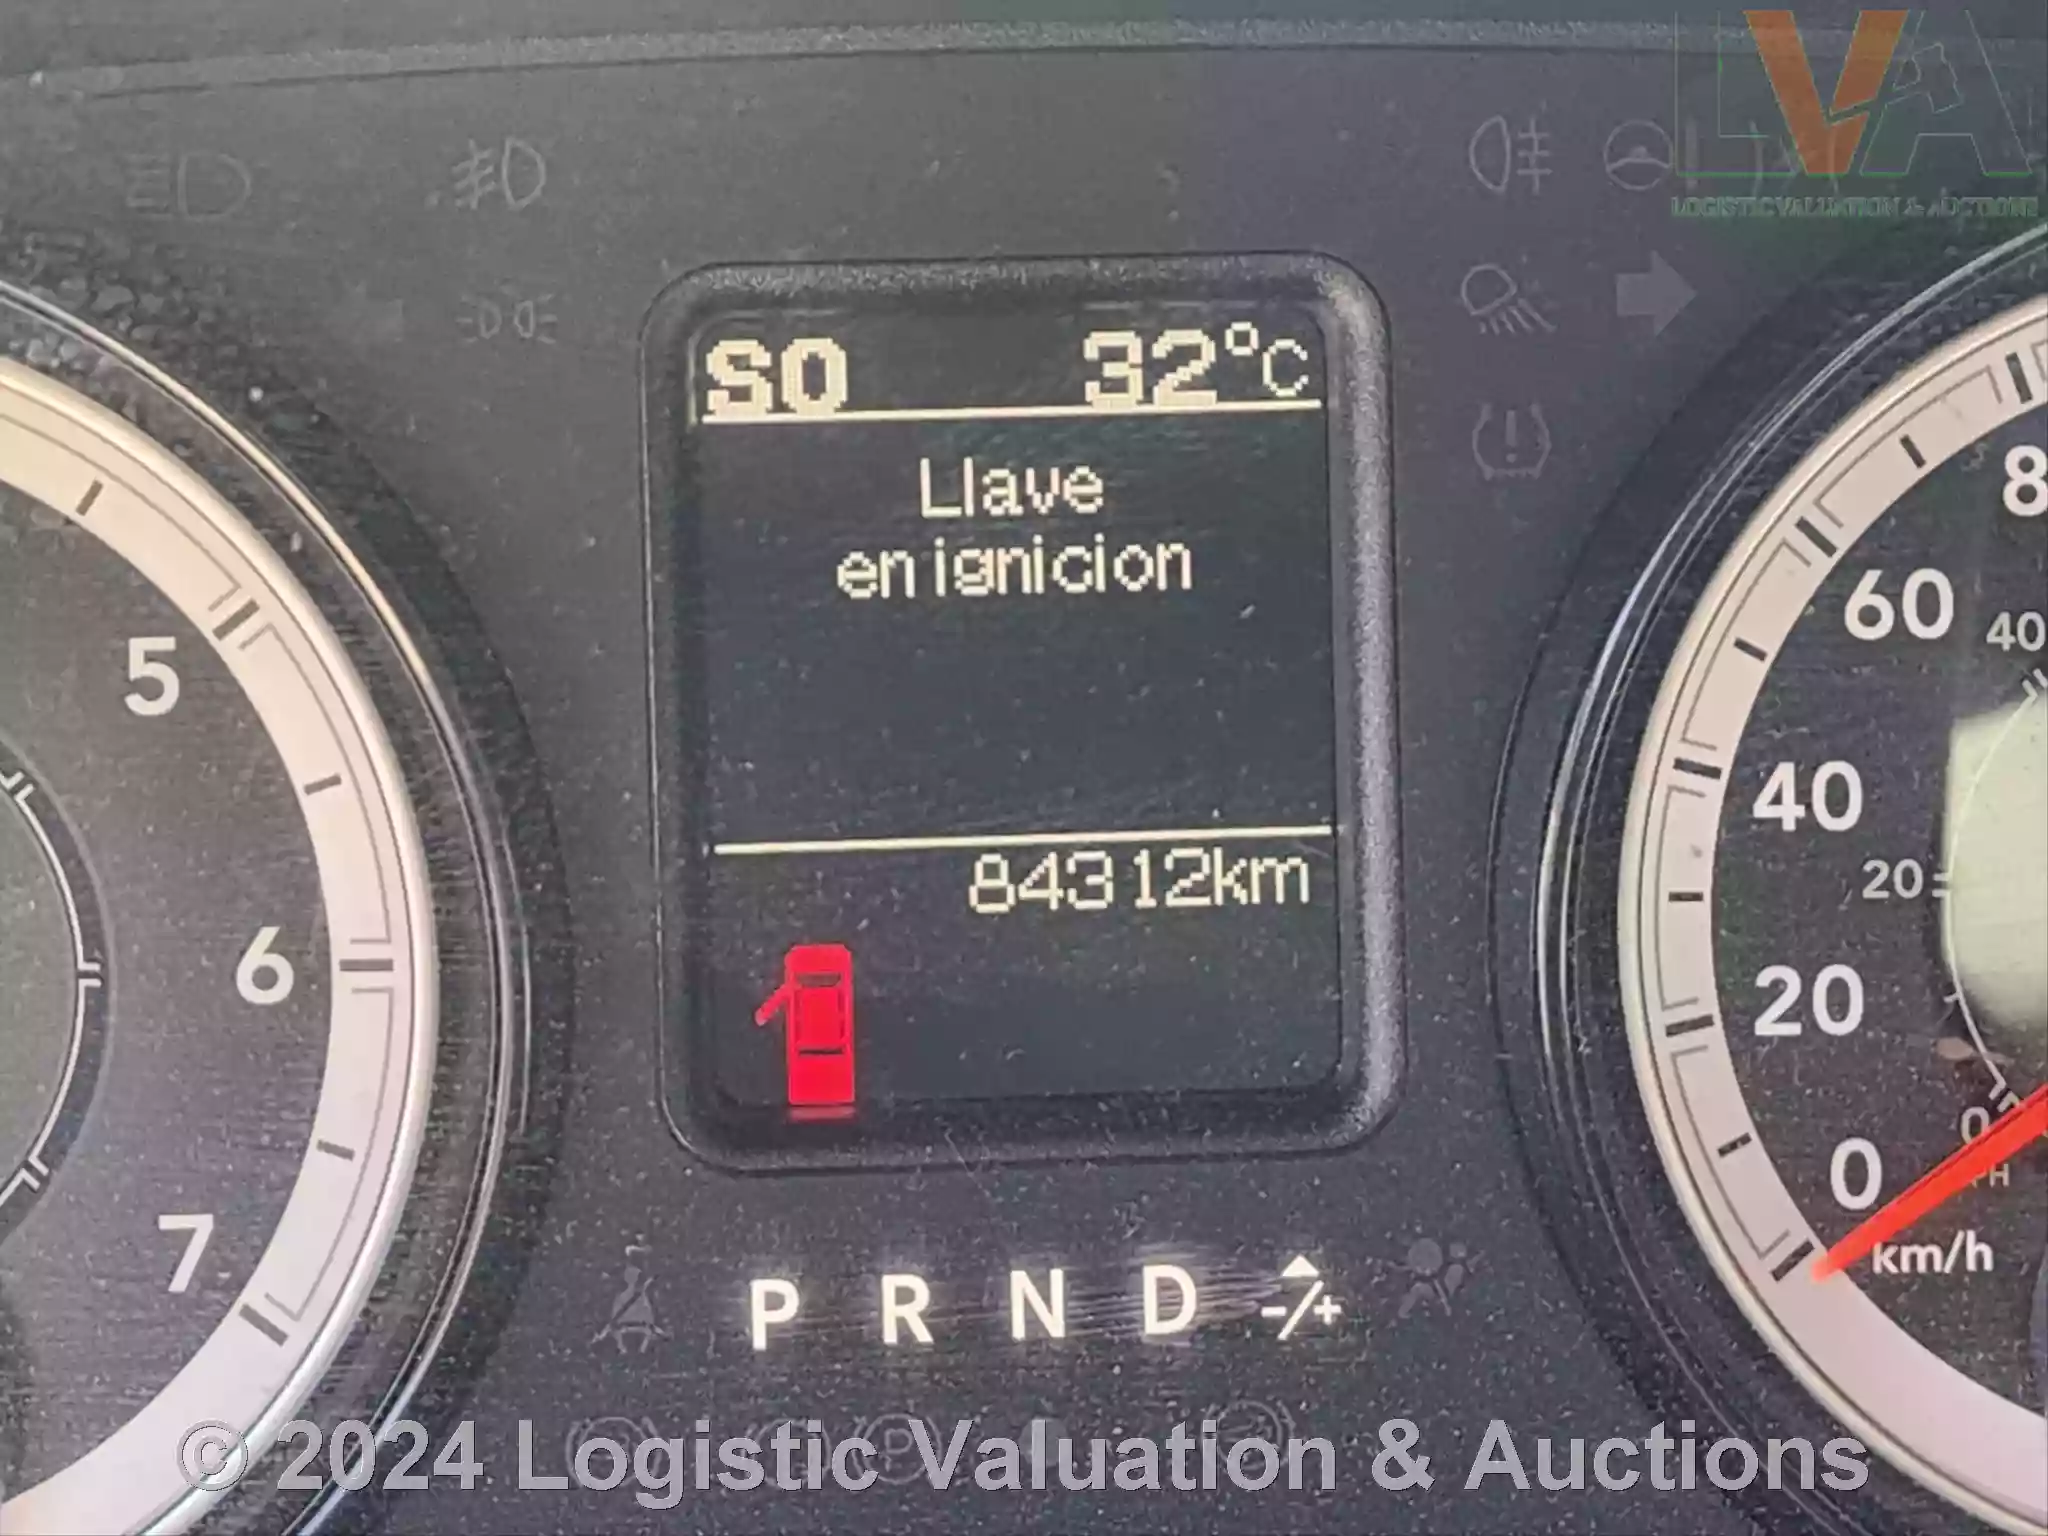 LVA
LOGISTIC VALUATION & AUCTIONS
SO 32°C
Llave
en ignicion
84312km
5
6
7
8
60
40
40
20
20
0
0
km/h
P R N D -/+
© 2024 Logistic Valuation & Auctions